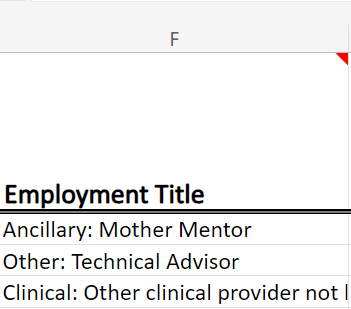 F
Employment Title
Ancillary: Mother Mentor
Other: Technical Advisor
Clinical: Other clinical provider not